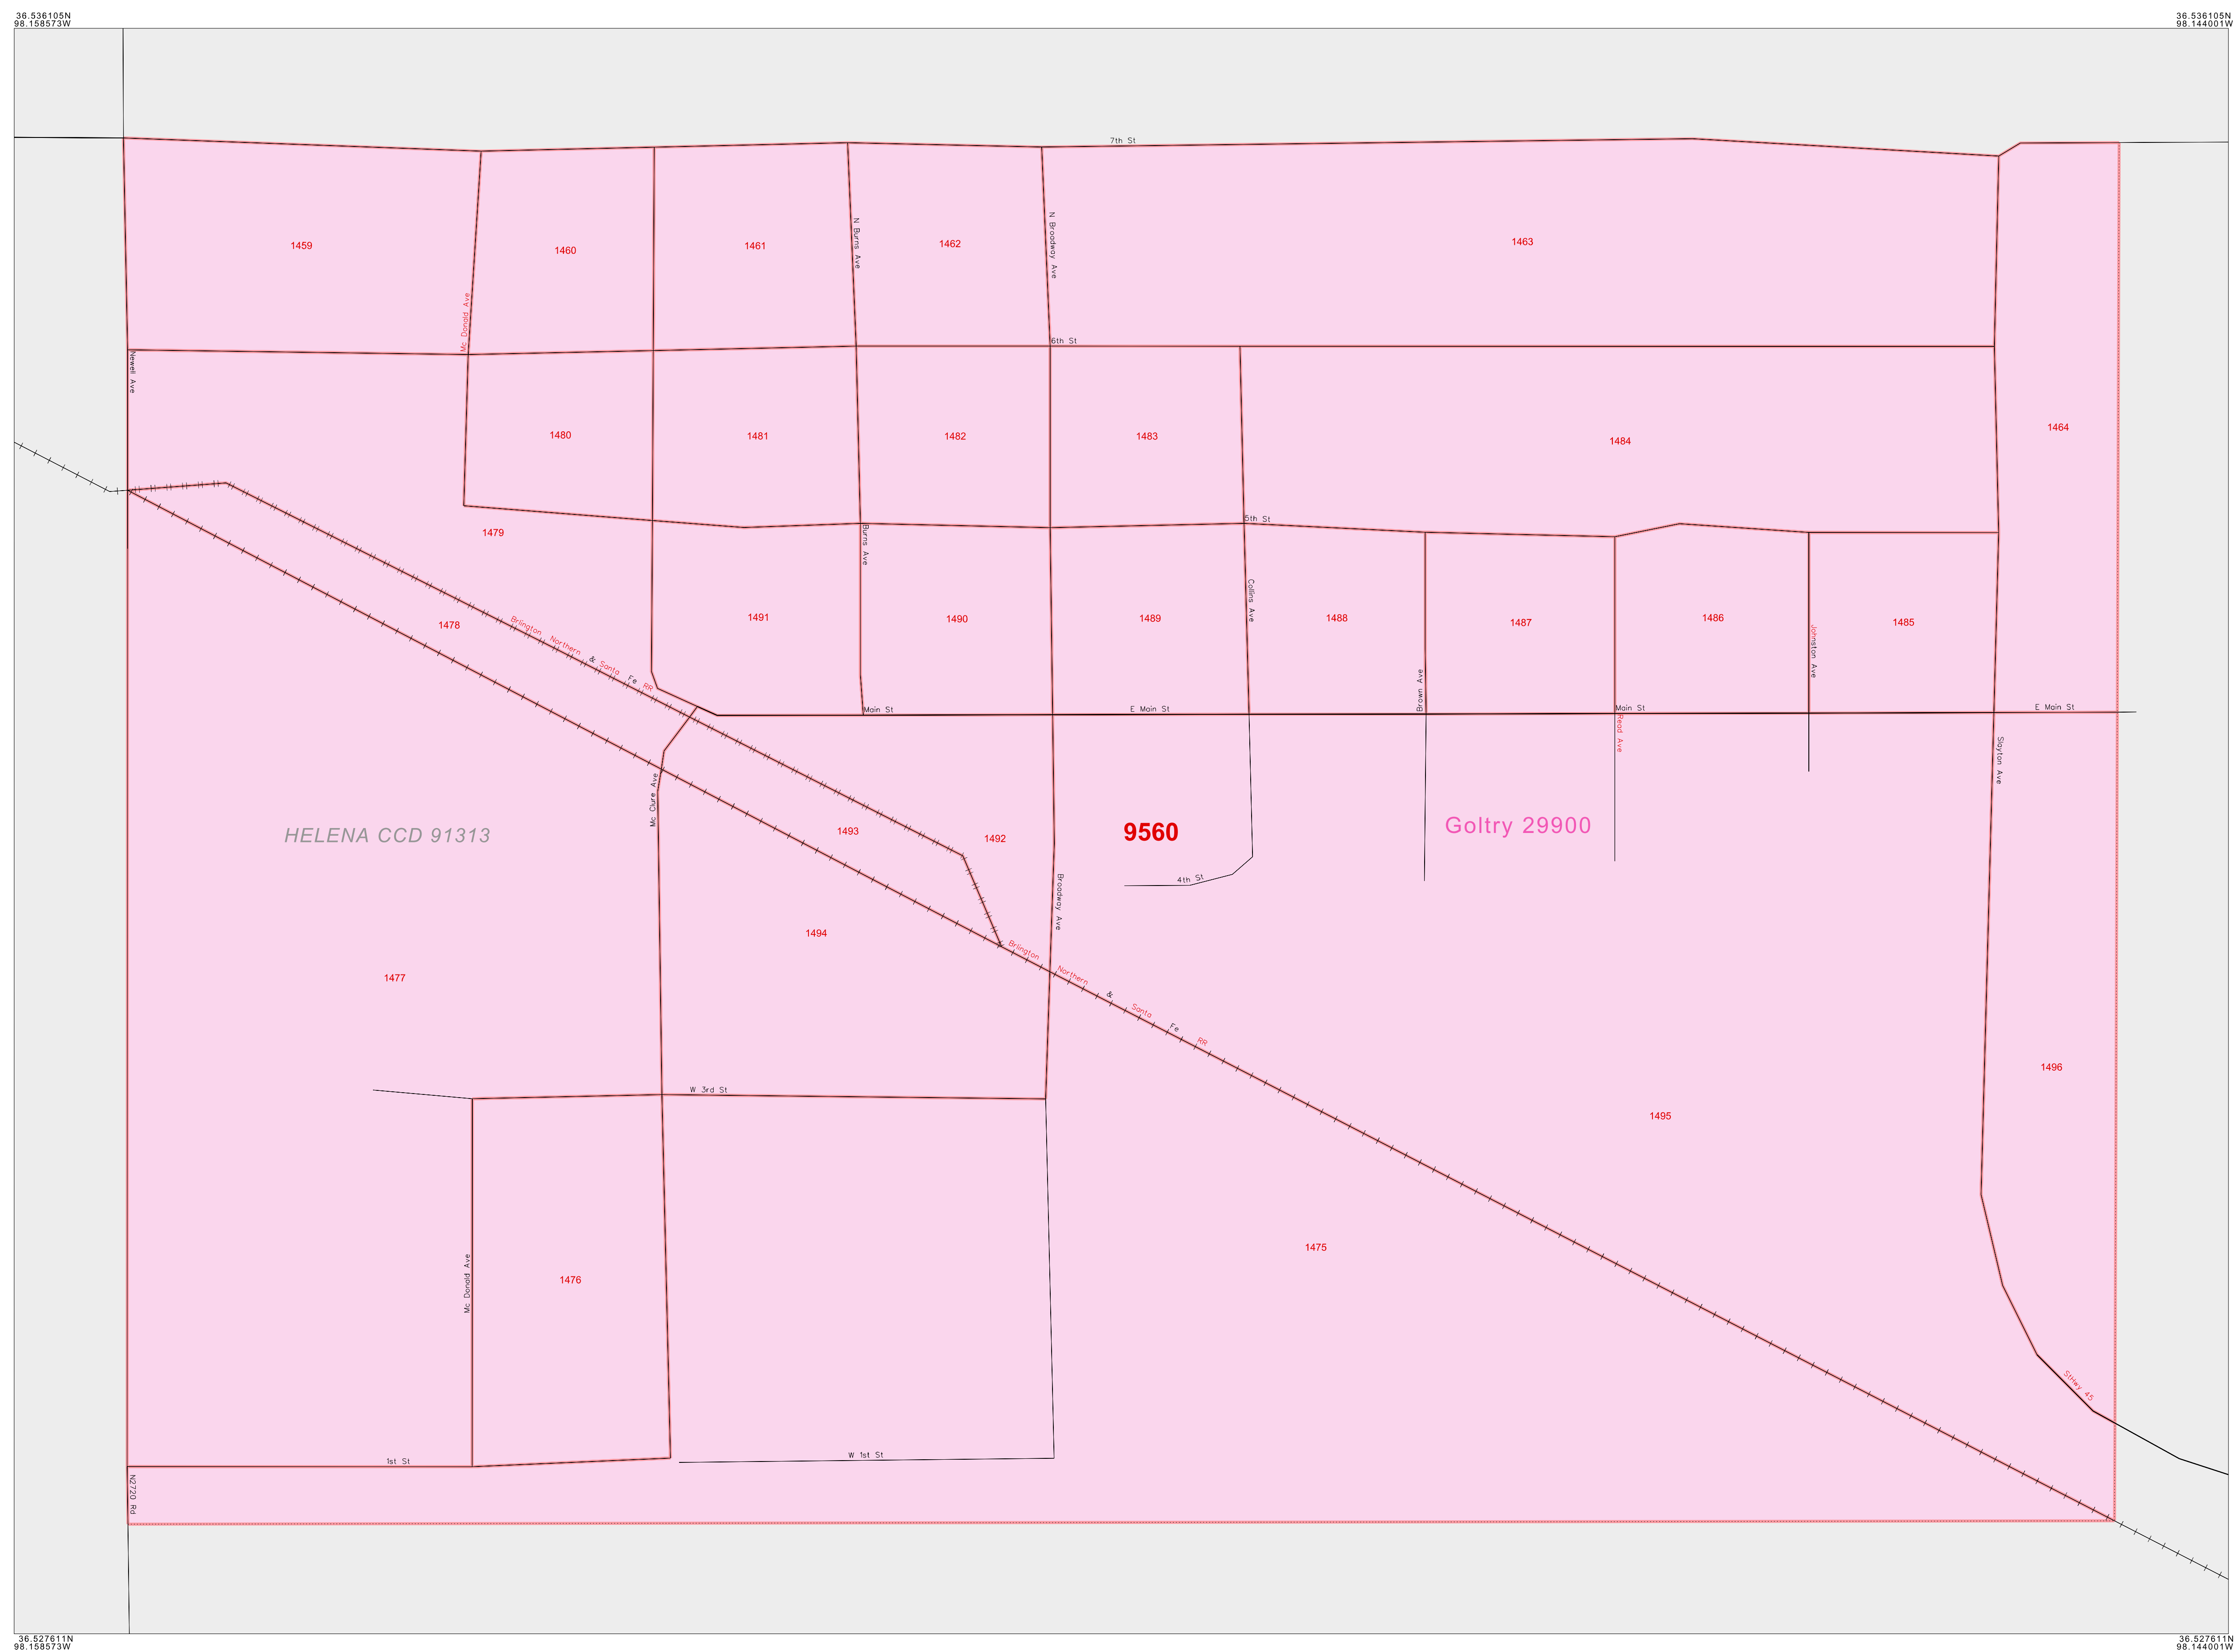 36.536105N
98.158573W
36.536105N
98.144001W
7th St
1459
1460
1461
N Burns Ave
1462
N Broadway Ave
1463
Mc Donald Ave
6th St
Newell Ave
1464
1480
1481
1482
1483
1484
5th St
1479
Burns Ave
Collins Ave
1478
Brlington Northern & Santa Fe RR
1491
1490
1489
1488
1487
1486
Johnston Ave
1485
Brown Ave
Main St
E Main St
Main St
E Main St
Read Ave
Slayton Ave
Mc Clure Ave
HELENA CCD 91313
1493
1492
9560
Goltry 29900
4th St
Broadway Ave
1494
Brlington Northern & Santa Fe RR
1477
W 3rd St
1496
1495
1475
1476
Mc Donald Ave
StHwy 45
1st St
W 1st St
N2720 Rd
36.527611N
98.158573W
36.527611N
98.144001W